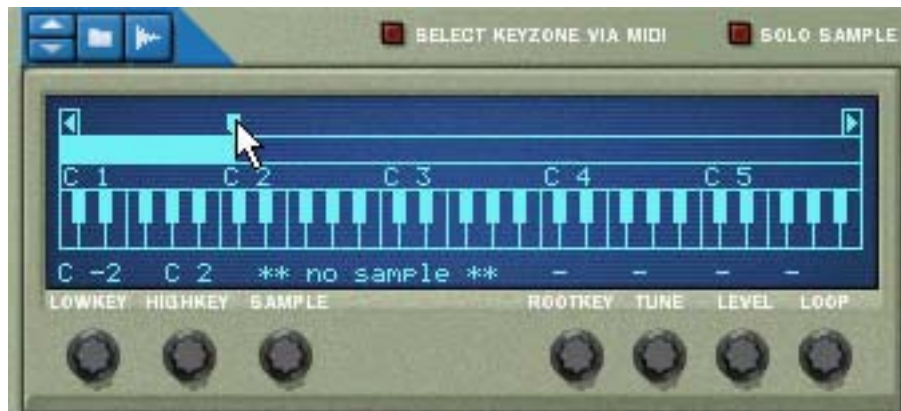 SELECT KEYZONE VIA MIDI SOLO SAMPLE
C 1 C 2 C 3 C 4 C 5
C -2 C 2 ** no sample ** - - - -
LOWKEY HIGHKEY SAMPLE ROOTKEY TUNE LEVEL LOOP